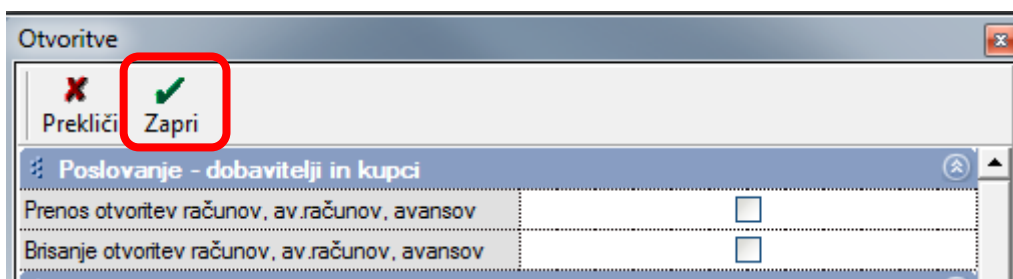 Otvoritve
Prekliči Zapri
Poslovanje - dobavitelji in kupci
Prenos otvoritev računov, av.računov, avansov
Brisanje otvoritev računov, av.računov, avansov